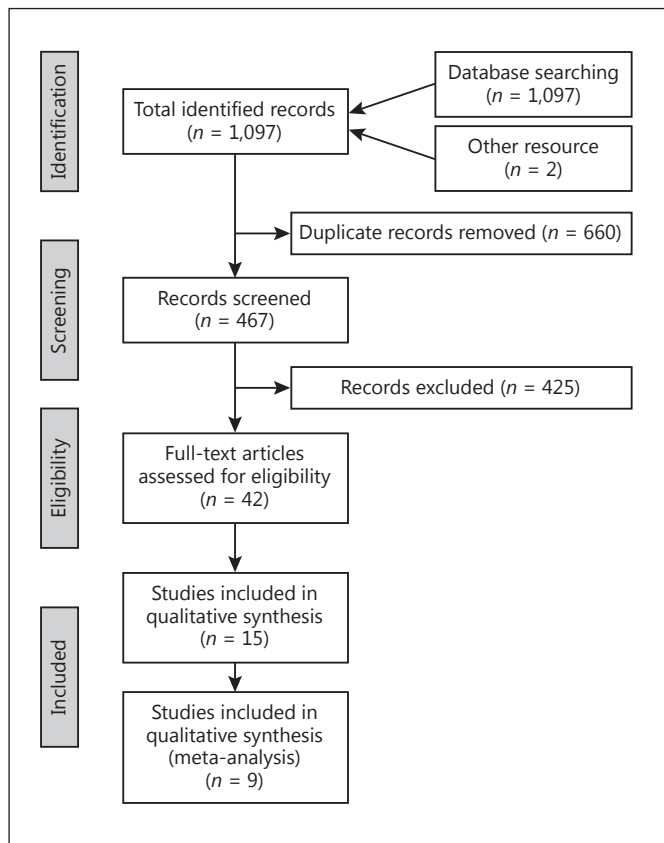 Identification
Database searching
(n = 1,097)
Total identified records
(n = 1,097)
Other resource
(n = 2)
Duplicate records removed (n = 660)
Screening
Records screened
(n = 467)
Records excluded (n = 425)
Eligibility
Full-text articles
assessed for eligibility
(n = 42)
Included
Studies included in
qualitative synthesis
(n = 15)
Studies included in
qualitative synthesis
(meta-analysis)
(n = 9)